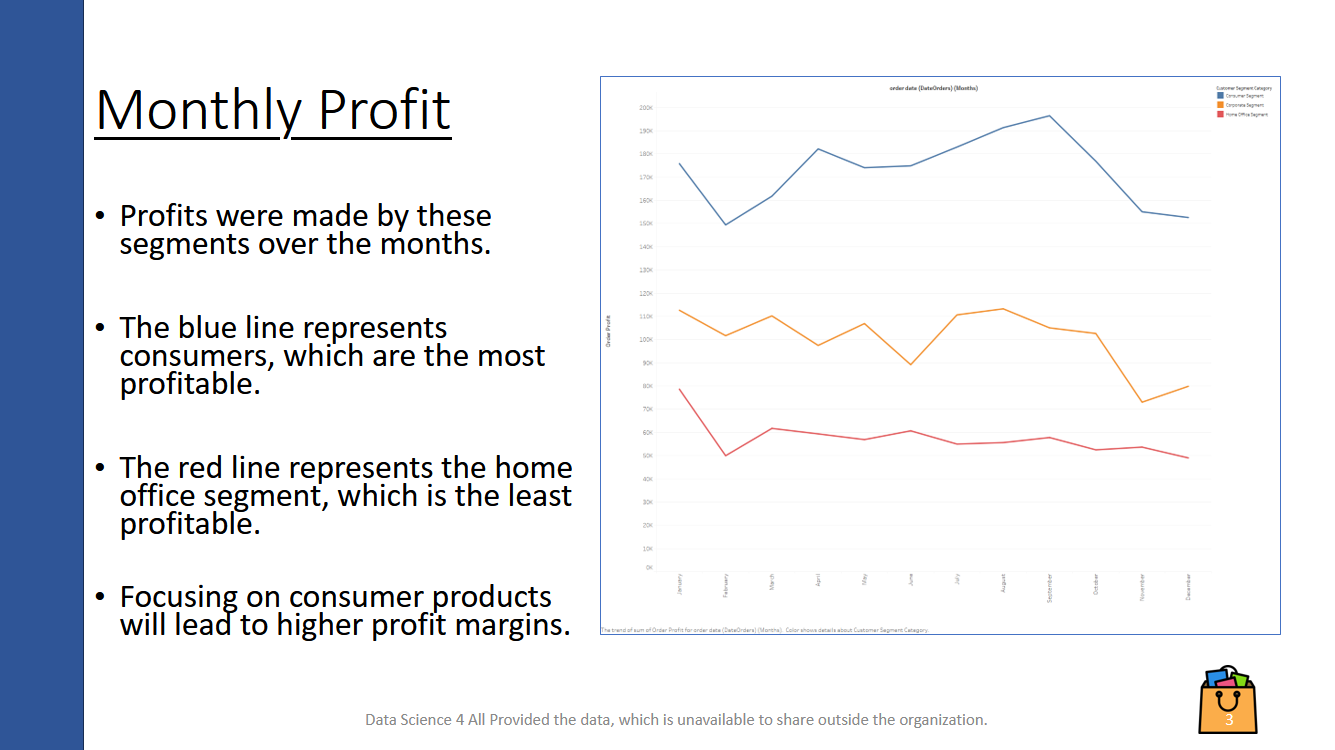 Monthly Profit
• Profits were made by these
segments over the months.
• The blue line represents
consumers, which are the most
profitable.
• The red line represents the home
office segment, which is the least
profitable.
• Focusing on consumer products
will lead to higher profit margins.
order date (DateOrders) (Months)
Customer Segment Category
Consumer Segment
Corporate Segment
Home Office Segment
Order Profit
200K
190K
180K
170K
160K
150K
140K
130K
120K
110K
100K
90K
80K
70K
60K
50K
40K
30K
20K
10K
0K
January
February
March
April
May
June
July
August
September
October
November
December
The trend of sum of Order Profit for order date (DateOrders) (Months). Color shows details about Customer Segment Category.
Data Science 4 All Provided the data, which is unavailable to share outside the organization.
3